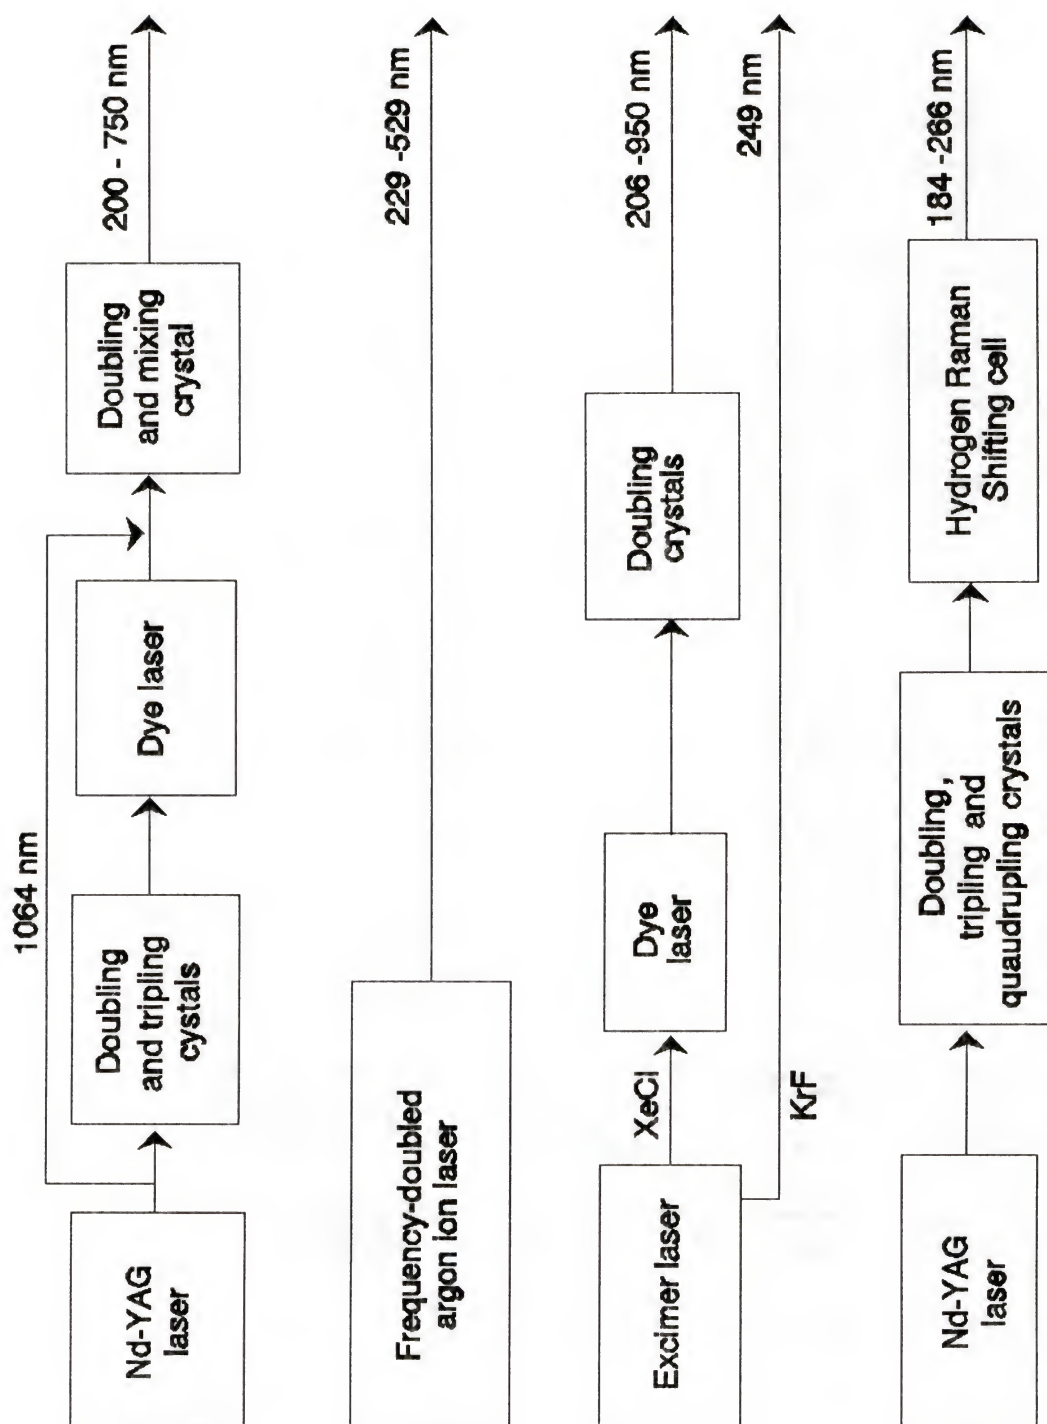 1064 nm
Nd-YAG
laser
Doubling
and tripling
cystals
Dye laser
Doubling
and mixing
crystal
200 - 750 nm
Frequency-doubled
argon ion laser
229 -529 nm
Excimer laser
XeCl
Dye
laser
Doubling
crystals
206 -950 nm
KrF
249 nm
Nd-YAG
laser
Doubling,
tripling and
quaudrupling crystals
Hydrogen Raman
Shifting cell
184 -266 nm